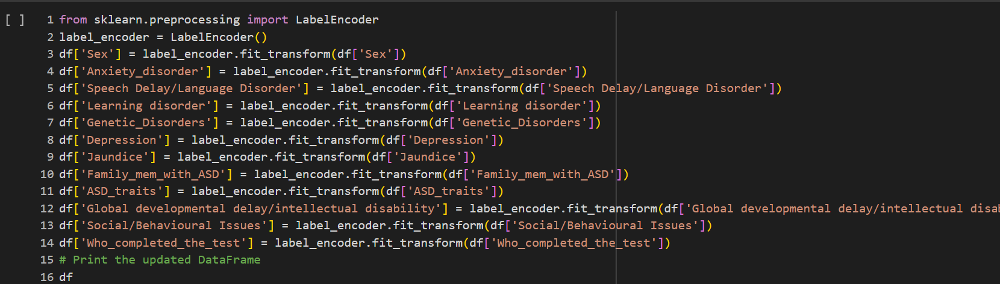 [ ] 1 from sklearn.preprocessing import LabelEncoder
2 label_encoder = LabelEncoder()
3 df['Sex'] = label_encoder.fit_transform(df['Sex'])
4 df['Anxiety_disorder'] = label_encoder.fit_transform(df['Anxiety_disorder'])
5 df['Speech Delay/Language Disorder'] = label_encoder.fit_transform(df['Speech Delay/Language Disorder'])
6 df['Learning disorder'] = label_encoder.fit_transform(df['Learning disorder'])
7 df['Genetic_Disorders'] = label_encoder.fit_transform(df['Genetic_Disorders'])
8 df['Depression'] = label_encoder.fit_transform(df['Depression'])
9 df['Jaundice'] = label_encoder.fit_transform(df['Jaundice'])
10 df['Family_mem_with_ASD'] = label_encoder.fit_transform(df['Family_mem_with_ASD'])
11 df['ASD_traits'] = label_encoder.fit_transform(df['ASD_traits'])
12 df['Global developmental delay/intellectual disability'] = label_encoder.fit_transform(df['Global developmental delay/intellectual disa
13 df['Social/Behavioural Issues'] = label_encoder.fit_transform(df['Social/Behavioural Issues'])
14 df['Who_completed_the_test'] = label_encoder.fit_transform(df['Who_completed_the_test'])
15 # Print the updated DataFrame
16 df